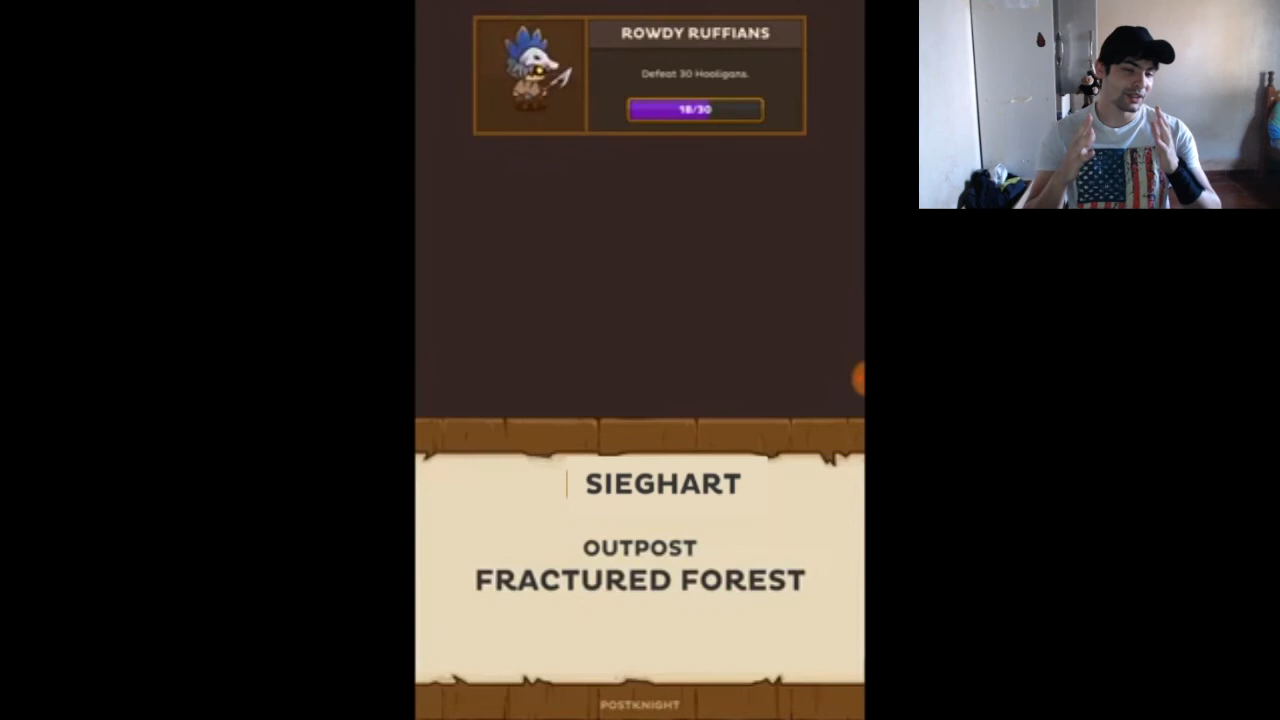 ROWDY RUFFIANS
Defeat 30 Hooligans.
18/30
SIEGHART
OUTPOST
FRACTURED FOREST
POSTKNIGHT